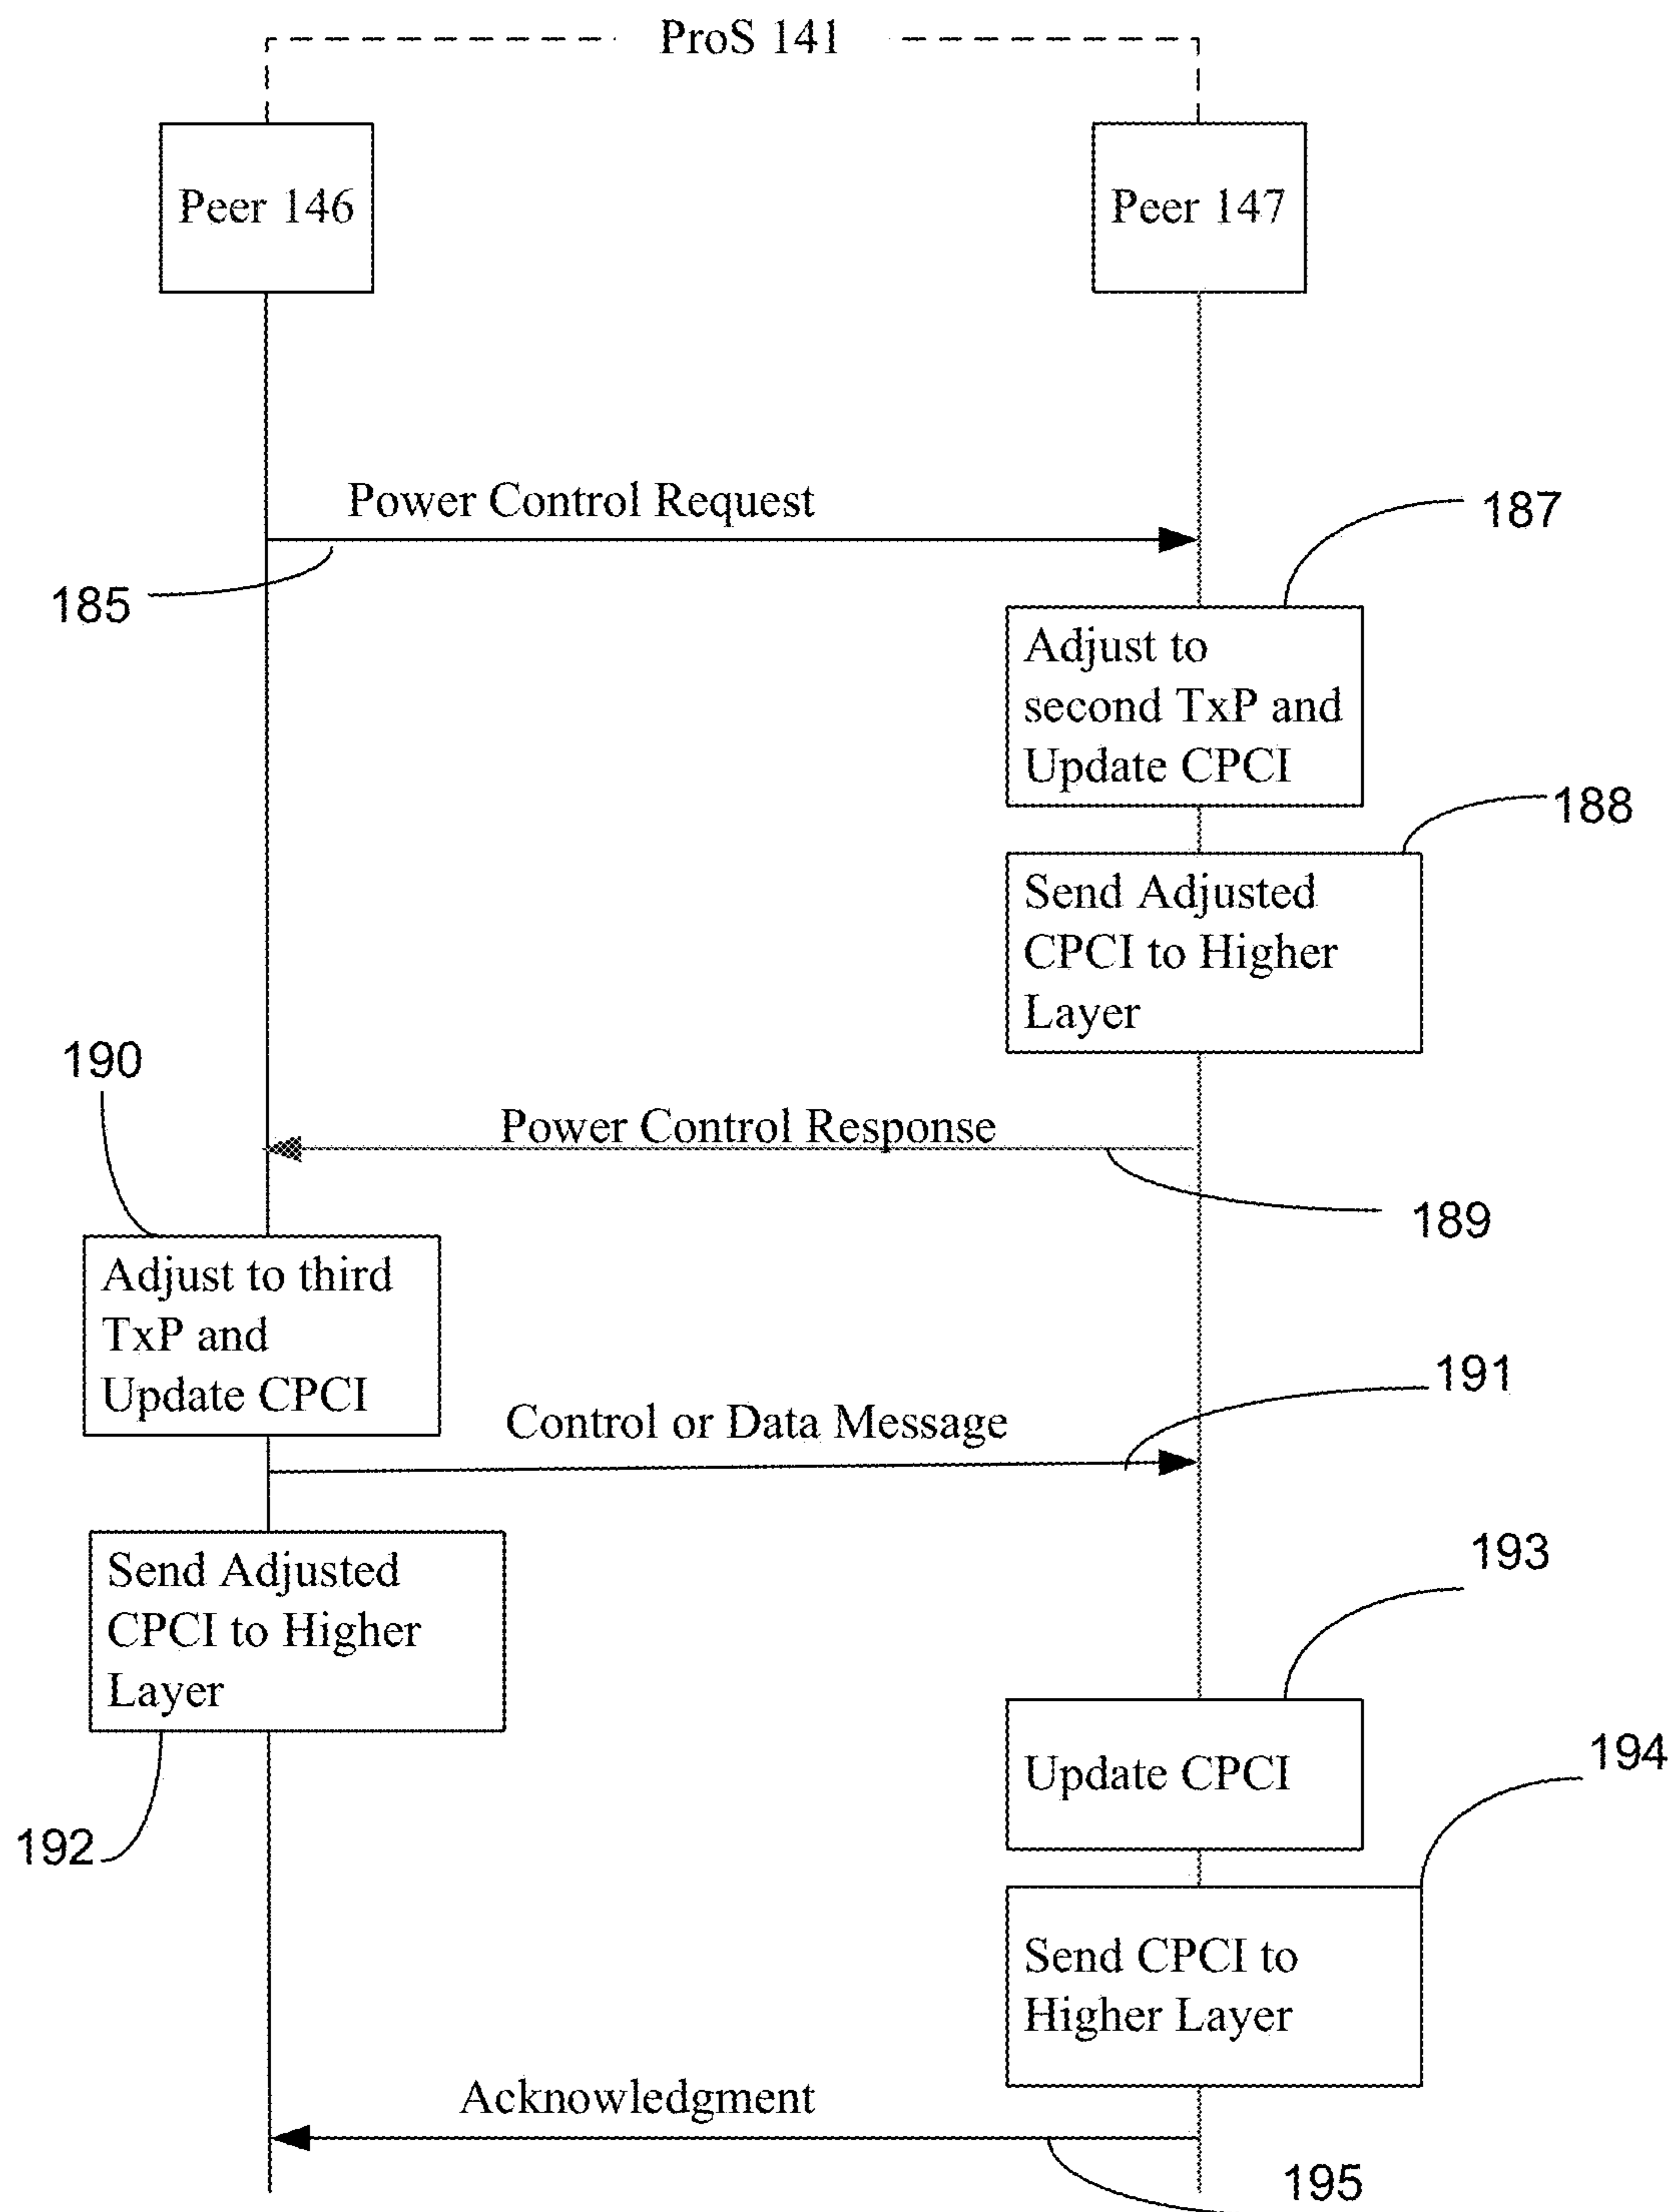 ProS 141
Peer 146
Peer 147
Power Control Request
187
185
Adjust to
second TxP and
Update CPCI
188
Send Adjusted
CPCI to Higher
Layer
190
Power Control Response
189
Adjust to third
TxP and
Update CPCI
191
Control or Data Message
Send Adjusted
CPCI to Higher
Layer
193
Update CPCI
194
192
Send CPCI to
Higher Layer
Acknowledgment
195